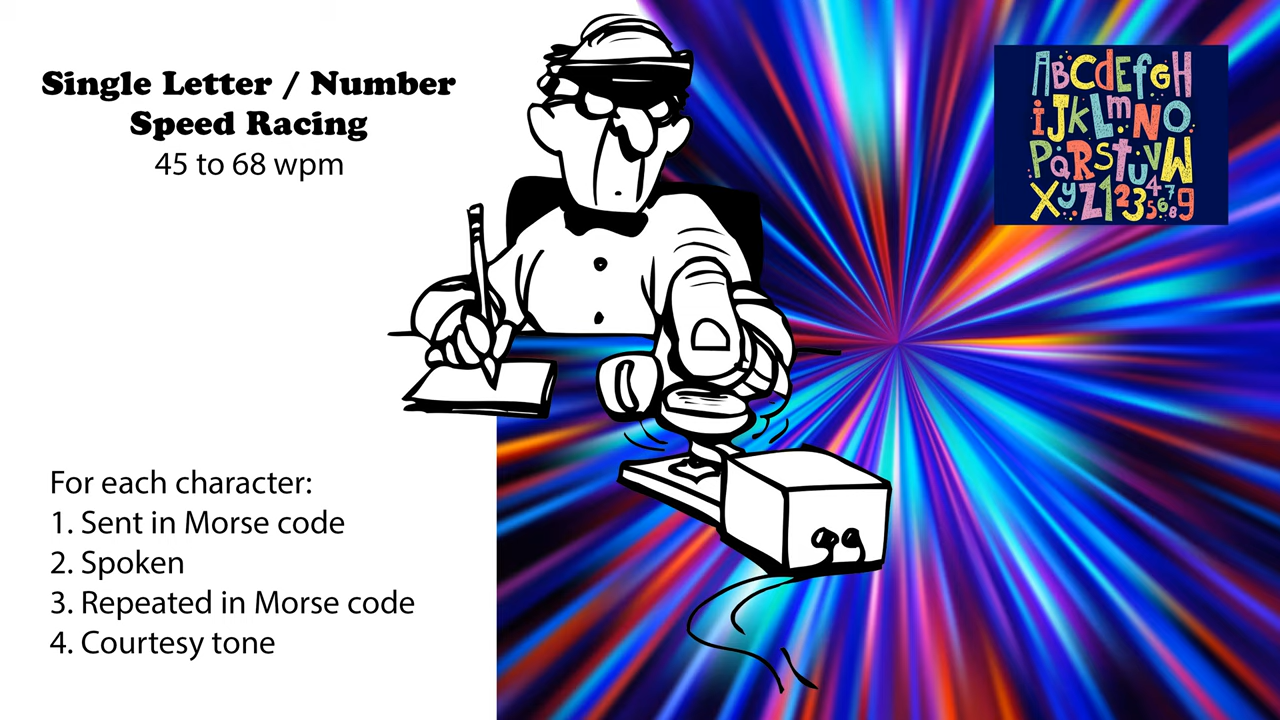 Single Letter / Number
Speed Racing
45 to 68 wpm
ABCdEfGH
iJKLmNO
PQRSTUVW
XyZ123456789
For each character:
1. Sent in Morse code
2. Spoken
3. Repeated in Morse code
4. Courtesy tone